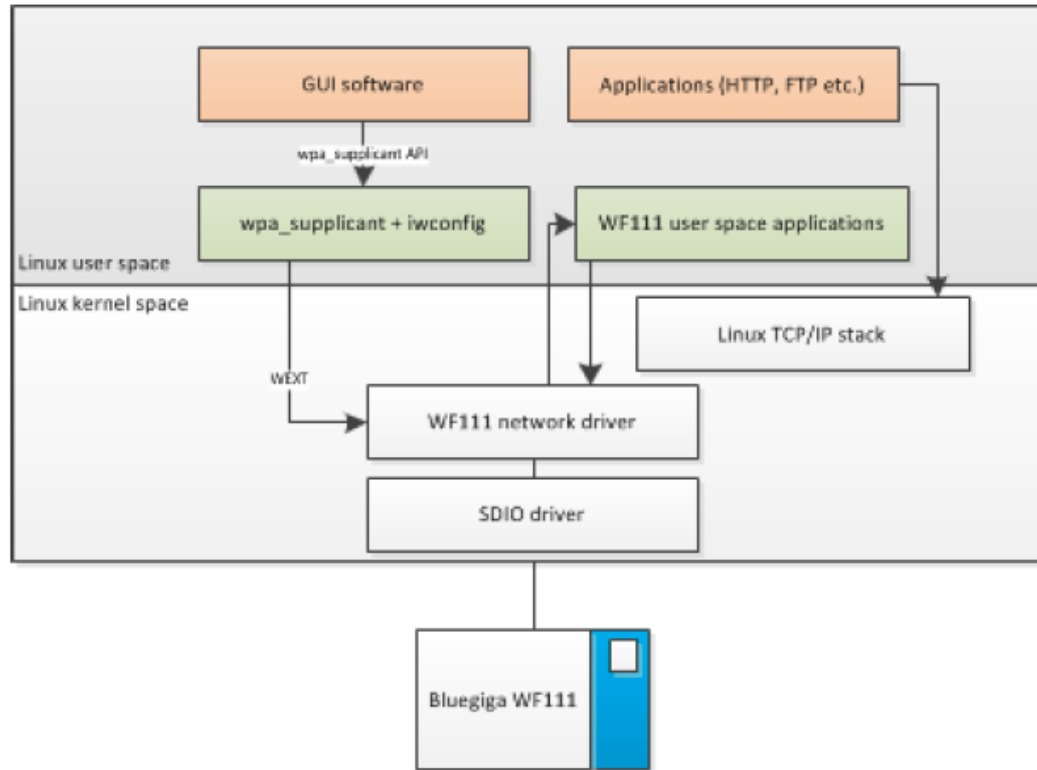 GUI software
Applications (HTTP, FTP etc.)
wpa_supplicant API
wpa_supplicant + iwconfig
WF111 user space applications
Linux user space
Linux kernel space
Linux TCP/IP stack
WEXT
WF111 network driver
SDIO driver
Bluegiga WF111